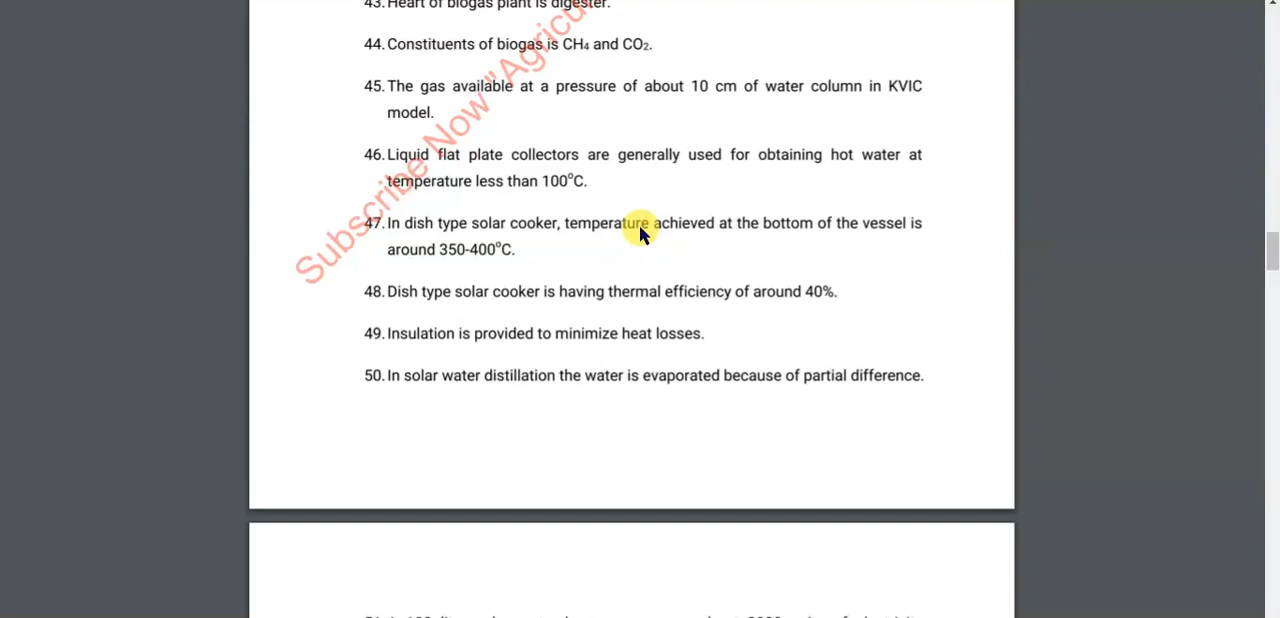 43. Heart of biogas plant is digester.
44. Constituents of biogas is CH₄ and CO₂.
45. The gas available at a pressure of about 10 cm of water column in KVIC
model.
46. Liquid flat plate collectors are generally used for obtaining hot water at
temperature less than 100⁰C.
47. In dish type solar cooker, temperature achieved at the bottom of the vessel is
around 350-400⁰C.
48. Dish type solar cooker is having thermal efficiency of around 40%.
49. Insulation is provided to minimize heat losses.
50. In solar water distillation the water is evaporated because of partial difference.
Subscribe Now "Agricu